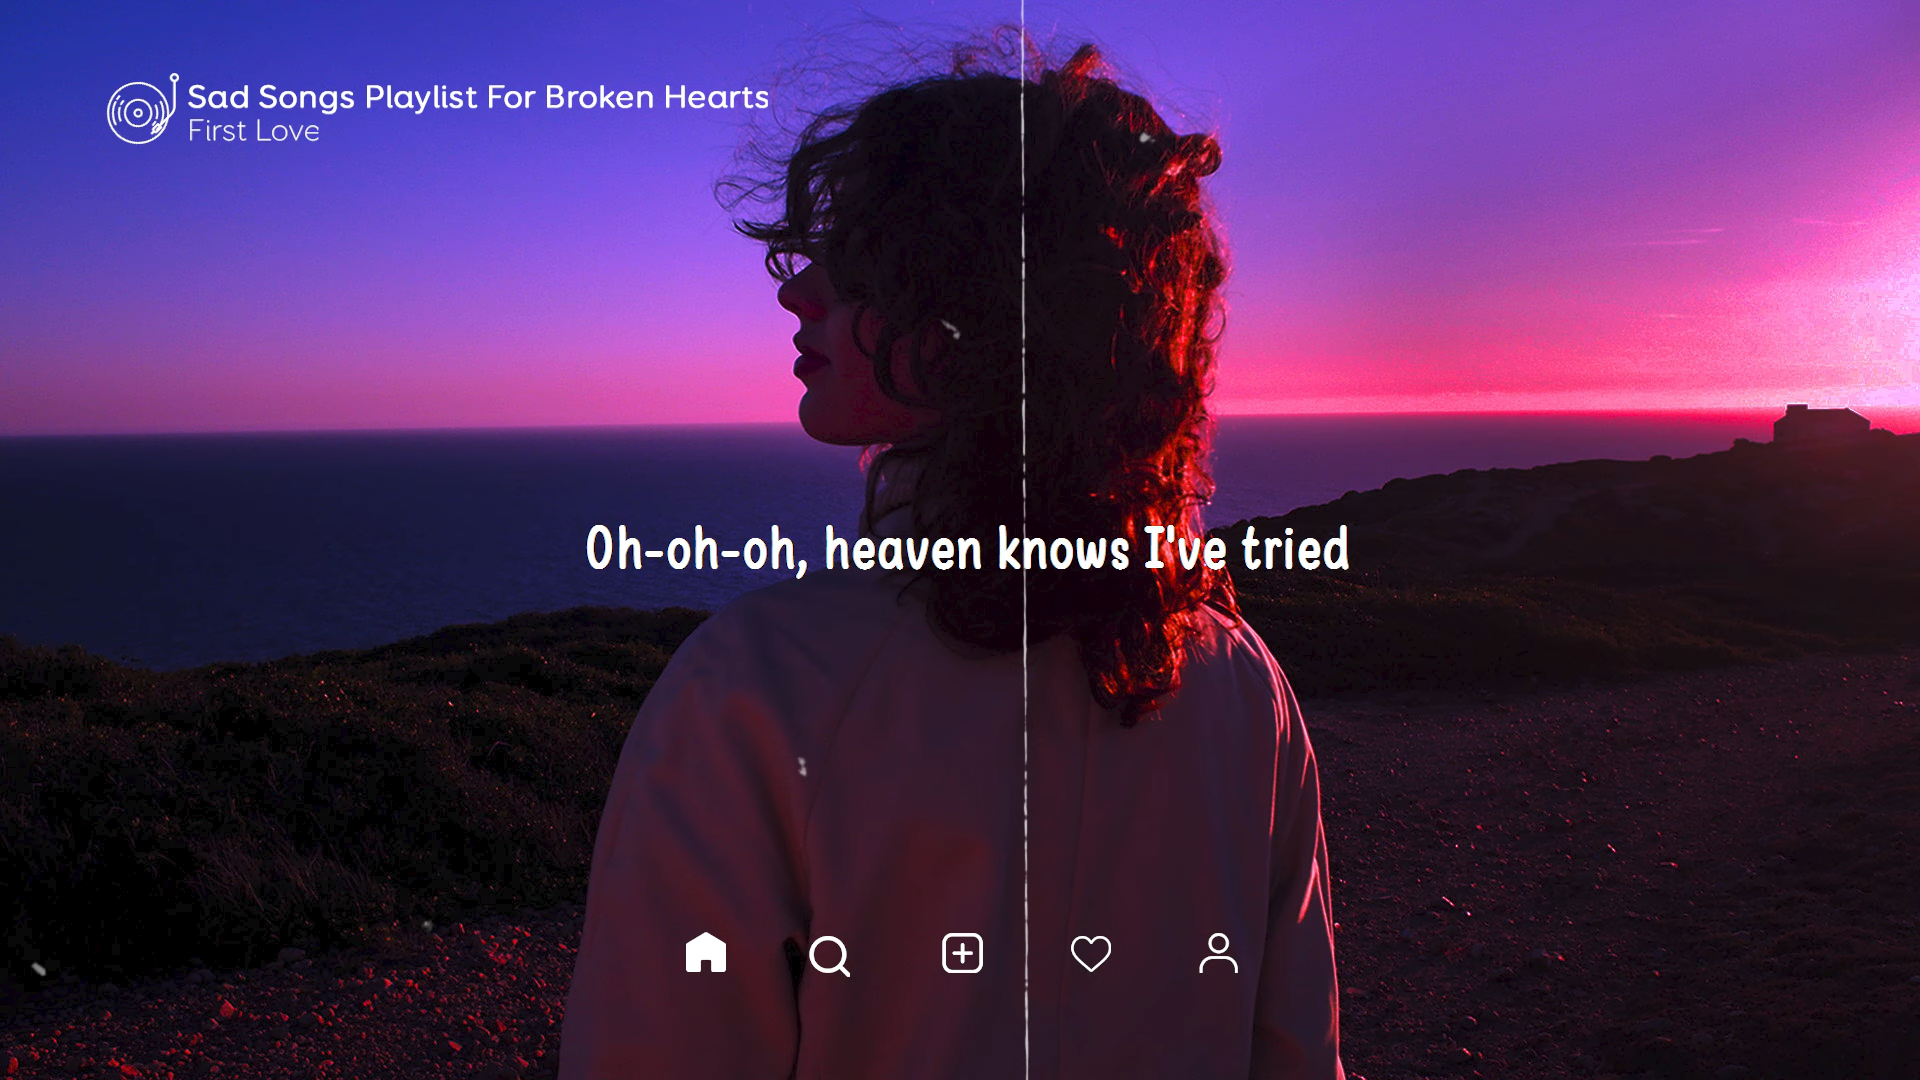 Sad Songs Playlist For Broken Hearts
First Love
Oh-oh-oh, heaven knows I've tried